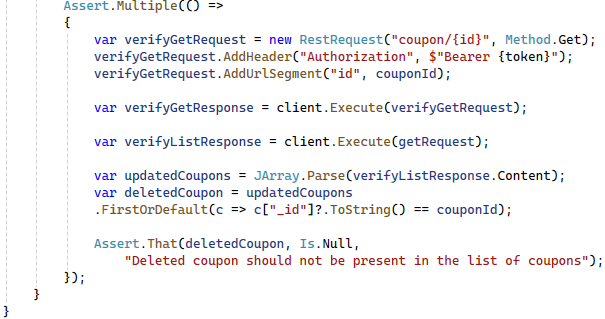 Assert.Multiple(() =>
{
var verifyGetRequest = new RestRequest("coupon/{id}", Method.Get);
verifyGetRequest.AddHeader("Authorization", $"Bearer {token}");
verifyGetRequest.AddUrlSegment("id", couponId);
var verifyGetResponse = client.Execute(verifyGetRequest);
var verifyListResponse = client.Execute(getRequest);
var updatedCoupons = JArray.Parse(verifyListResponse.Content);
var deletedCoupon = updatedCoupons
.FirstOrDefault(c => c["_id"]?.ToString() == couponId);
Assert.That(deletedCoupon, Is.Null,
"Deleted coupon should not be present in the list of coupons");
});
}
}